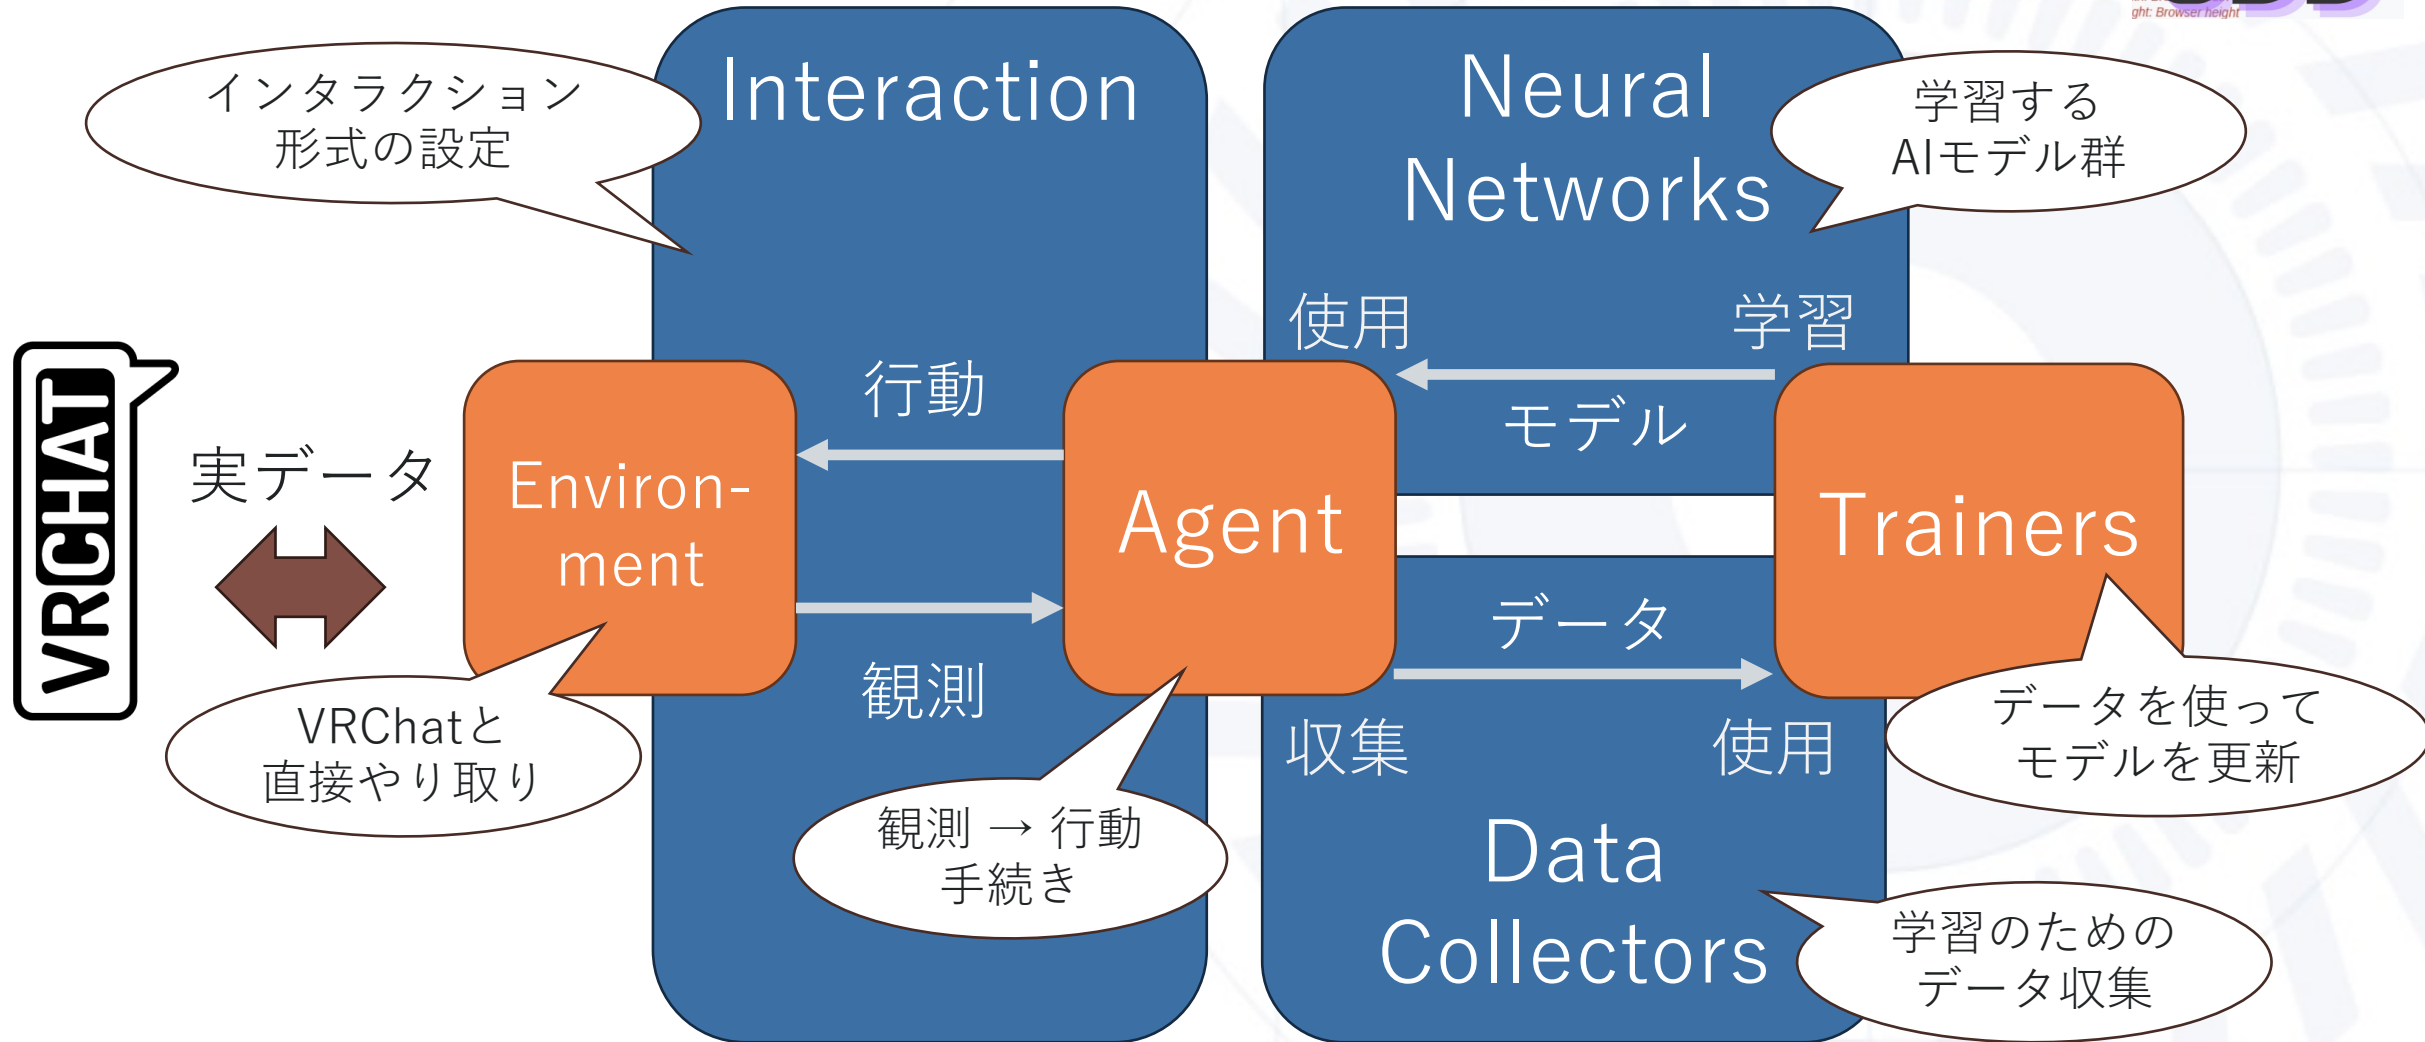 ght: Browser height
インタラクション
形式の設定
Interaction
Neural
Networks
学習する
AIモデル群
使用
学習
モデル
行動
VRCHAT
実データ
Environ-
ment
Agent
Trainers
観測
データ
収集
使用
VRChatと
直接やり取り
観測 → 行動
手続き
データを使って
モデルを更新
Data
Collectors
学習のための
データ収集